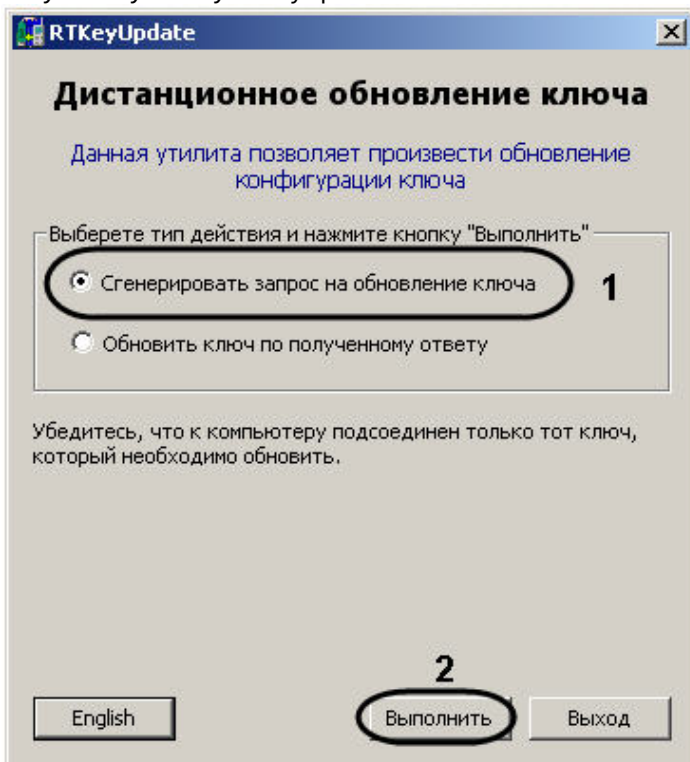 RTKeyUpdate
Дистанционное обновление ключа
Данная утилита позволяет произвести обновление
конфигурации ключа
Выберете тип действия и нажмите кнопку "Выполнить"
Сгенерировать запрос на обновление ключа
1
Обновить ключ по полученному ответу
Убедитесь, что к компьютеру подсоединен только тот ключ,
который необходимо обновить.
2
English
Выполнить
Выход